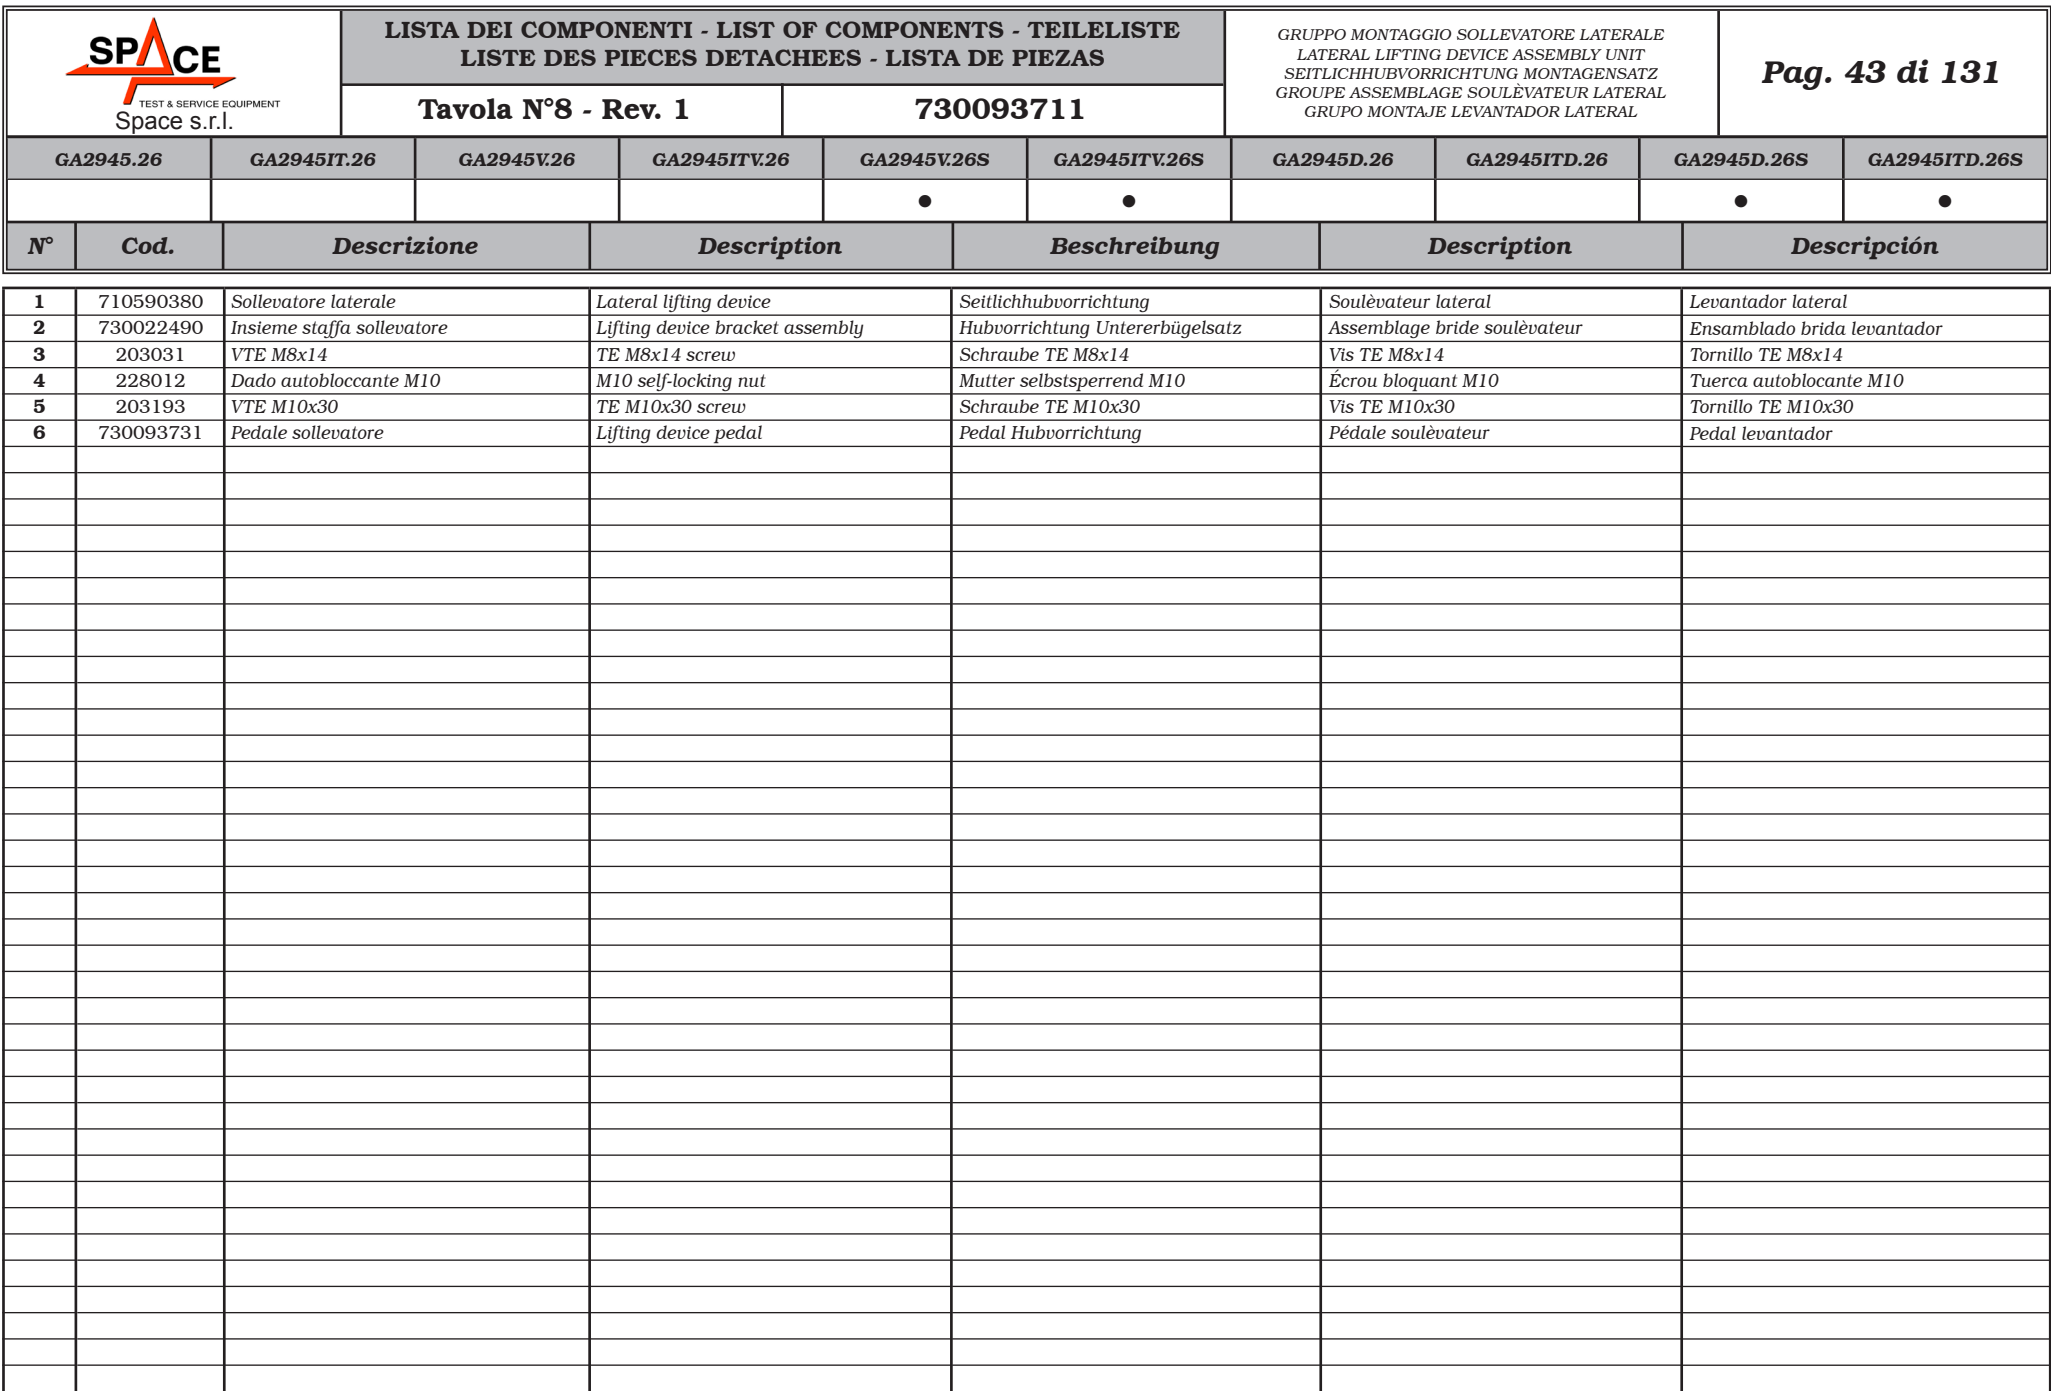 SPACE
TEST & SERVICE EQUIPMENT
Space s.r.l.
LISTA DEI COMPONENTI - LIST OF COMPONENTS - TEILELISTE
LISTE DES PIECES DETACHEES - LISTA DE PIEZAS
Tavola N°8 - Rev. 1 730093711
GRUPPO MONTAGGIO SOLLEVATORE LATERALE
LATERAL LIFTING DEVICE ASSEMBLY UNIT
SEITLICHHUBVORRICHTUNG MONTAGENSATZ
GROUPE ASSEMBLAGE SOULÈVATEUR LATERAL
GRUPO MONTAJE LEVANTADOR LATERAL
Pag. 43 di 131
GA2945.26 GA2945IT.26 GA2945V.26 GA2945ITV.26 GA2945V.26S GA2945ITV.26S GA2945D.26 GA2945ITD.26 GA2945D.26S GA2945ITD.26S
● ● ● ●
N° Cod. Descrizione Description Beschreibung Description Descripción
1 710590380 Sollevatore laterale Lateral lifting device Seitlichhubvorrichtung Soulèvateur lateral Levantador lateral
2 730022490 Insieme staffa sollevatore Lifting device bracket assembly Hubvorrichtung Untererbügelsatz Assemblage bride soulèvateur Ensamblado brida levantador
3 203031 VTE M8x14 TE M8x14 screw Schraube TE M8x14 Vis TE M8x14 Tornillo TE M8x14
4 228012 Dado autobloccante M10 M10 self-locking nut Mutter selbstsperrend M10 Écrou bloquant M10 Tuerca autoblocante M10
5 203193 VTE M10x30 TE M10x30 screw Schraube TE M10x30 Vis TE M10x30 Tornillo TE M10x30
6 730093731 Pedale sollevatore Lifting device pedal Pedal Hubvorrichtung Pédale soulèvateur Pedal levantador